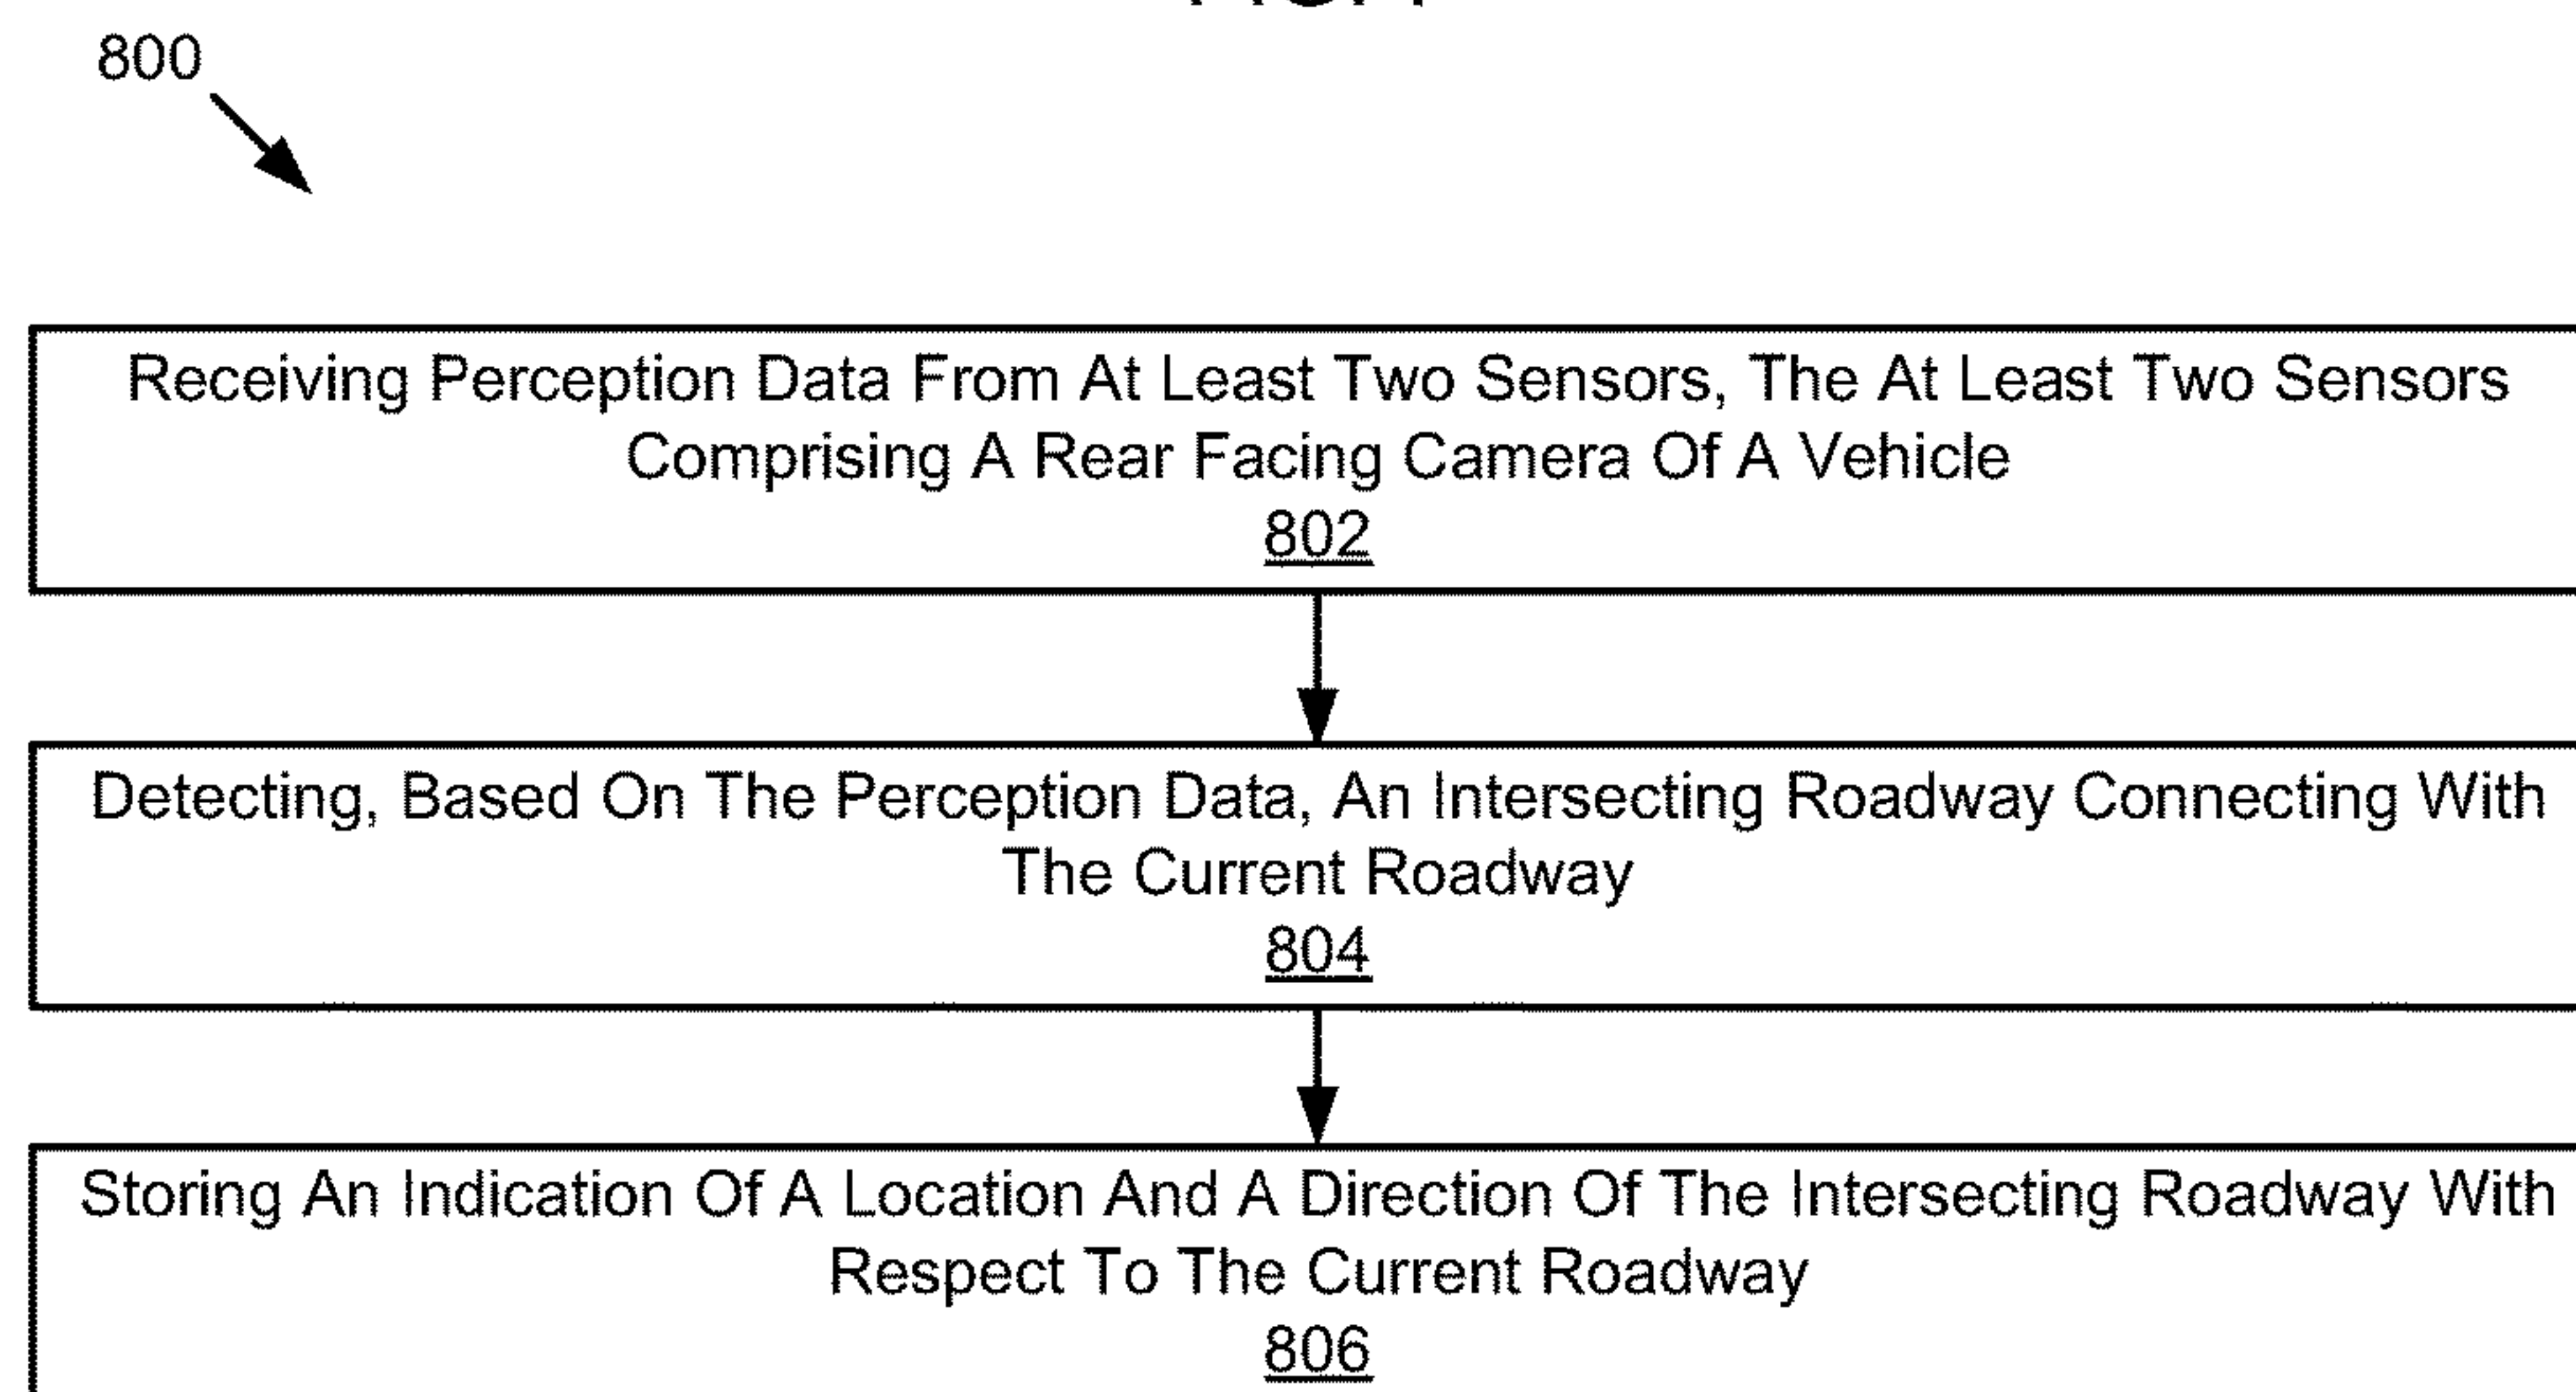 800
Receiving Perception Data From At Least Two Sensors, The At Least Two Sensors
Comprising A Rear Facing Camera Of A Vehicle
802
Detecting, Based On The Perception Data, An Intersecting Roadway Connecting With
The Current Roadway
804
Storing An Indication Of A Location And A Direction Of The Intersecting Roadway With
Respect To The Current Roadway
806